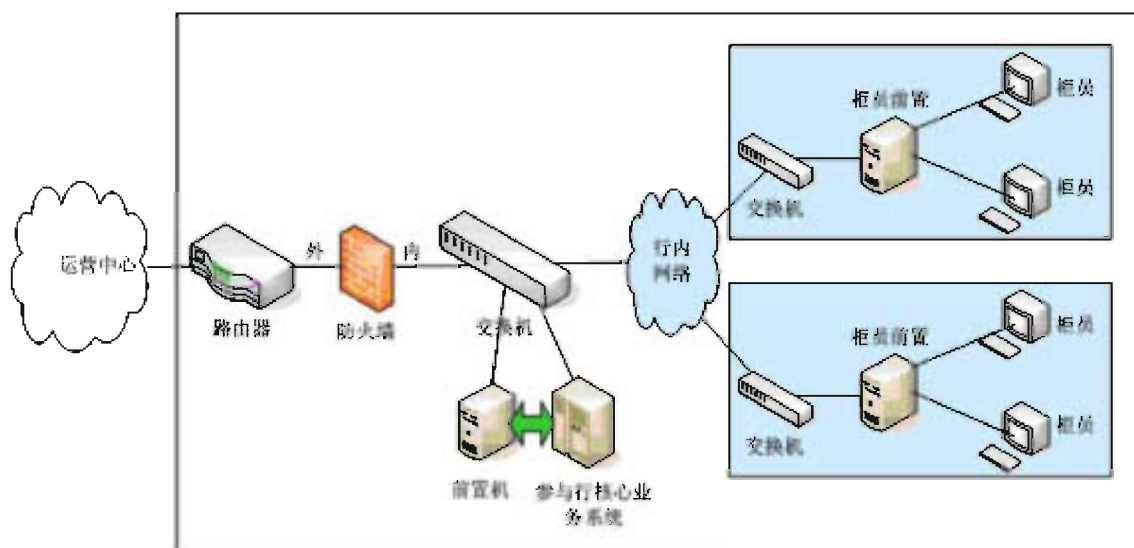 运营中心
路由器
外
防火墙
内
交换机
前置机
参与行核心业
务系统
行内
网络
交换机
柜员前置
柜员
柜员
交换机
柜员前置
柜员
柜员